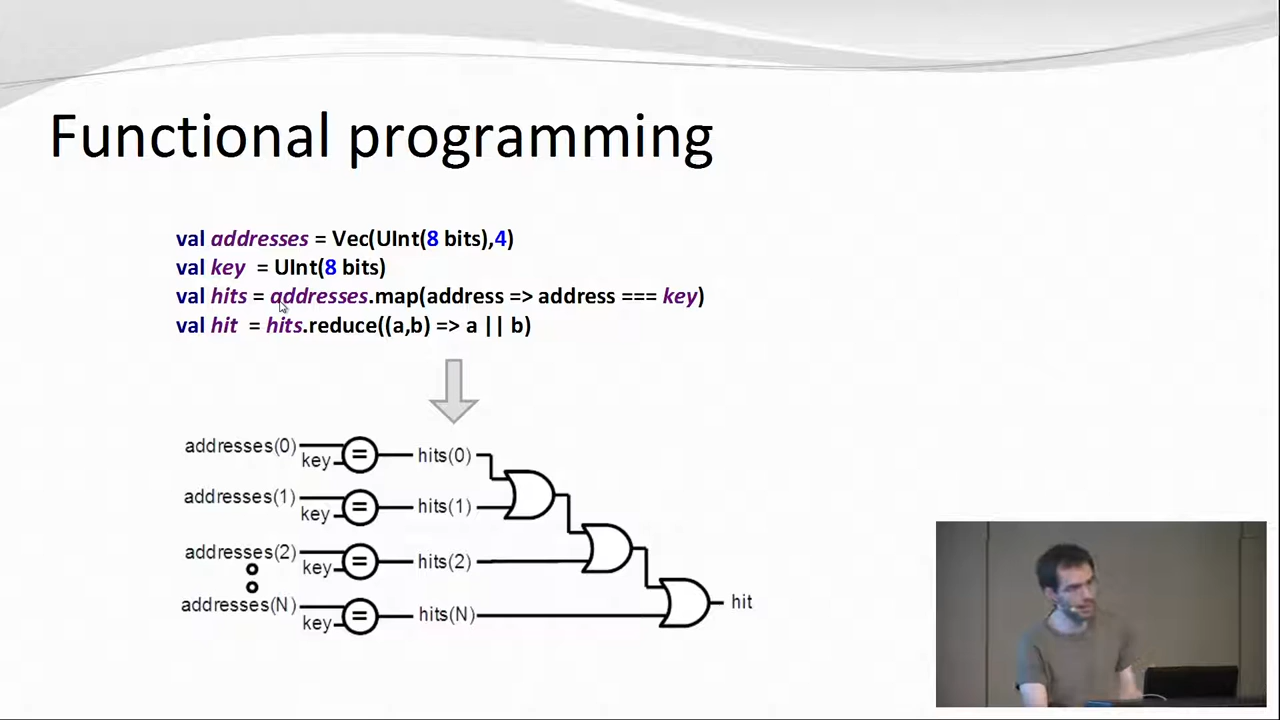 Functional programming
val addresses = Vec(UInt(8 bits),4)
val key = UInt(8 bits)
val hits = addresses.map(address => address === key)
val hit = hits.reduce((a,b) => a || b)
addresses(0)
key
=
hits(0)
addresses(1)
key
=
hits(1)
addresses(2)
key
=
hits(2)
addresses(N)
key
=
hits(N)
hit